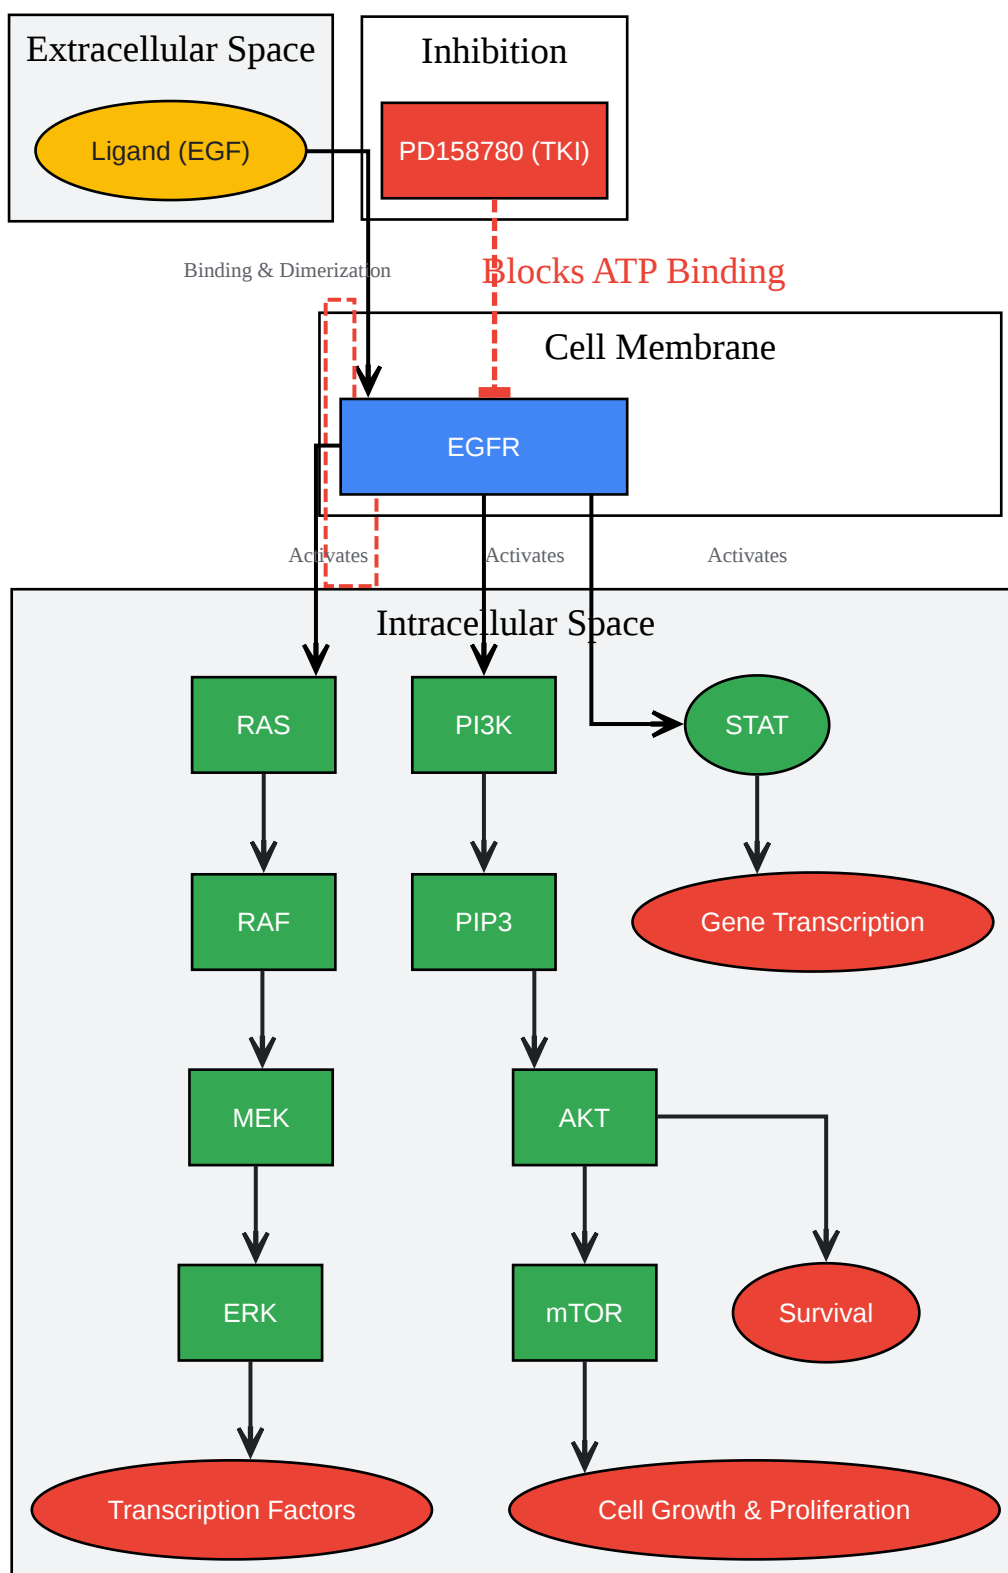 Extracellular Space
Inhibition
Ligand (EGF)
PD158780 (TKI)
Binding & Dimerization
Blocks ATP Binding
Cell Membrane
EGFR
Activates
Activates
Activates
Intracellular Space
RAS
PI3K
STAT
RAF
PIP3
Gene Transcription
MEK
AKT
ERK
mTOR
Survival
Transcription Factors
Cell Growth & Proliferation